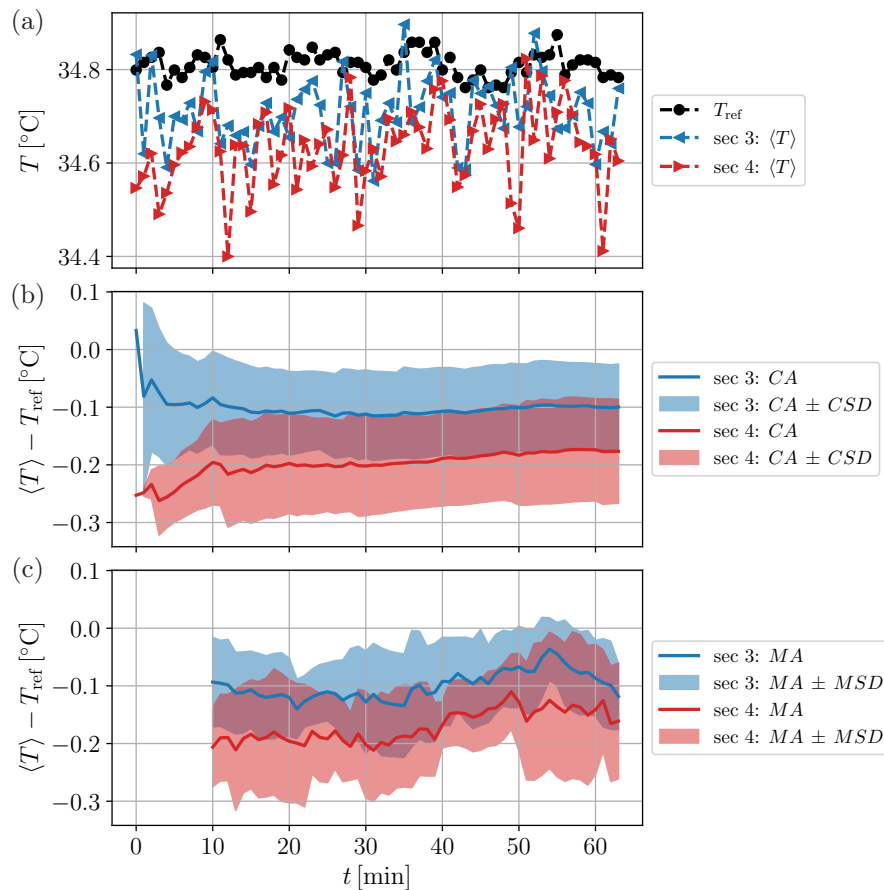 (a)
T [°C]
34.8
34.6
34.4
T_ref
sec 3: ⟨T⟩
sec 4: ⟨T⟩
(b)
⟨T⟩ − T_ref [°C]
0.1
0.0
−0.1
−0.2
−0.3
sec 3: CA
sec 3: CA ± CSD
sec 4: CA
sec 4: CA ± CSD
(c)
⟨T⟩ − T_ref [°C]
0.1
0.0
−0.1
−0.2
−0.3
sec 3: MA
sec 3: MA ± MSD
sec 4: MA
sec 4: MA ± MSD
0 10 20 30 40 50 60
t [min]